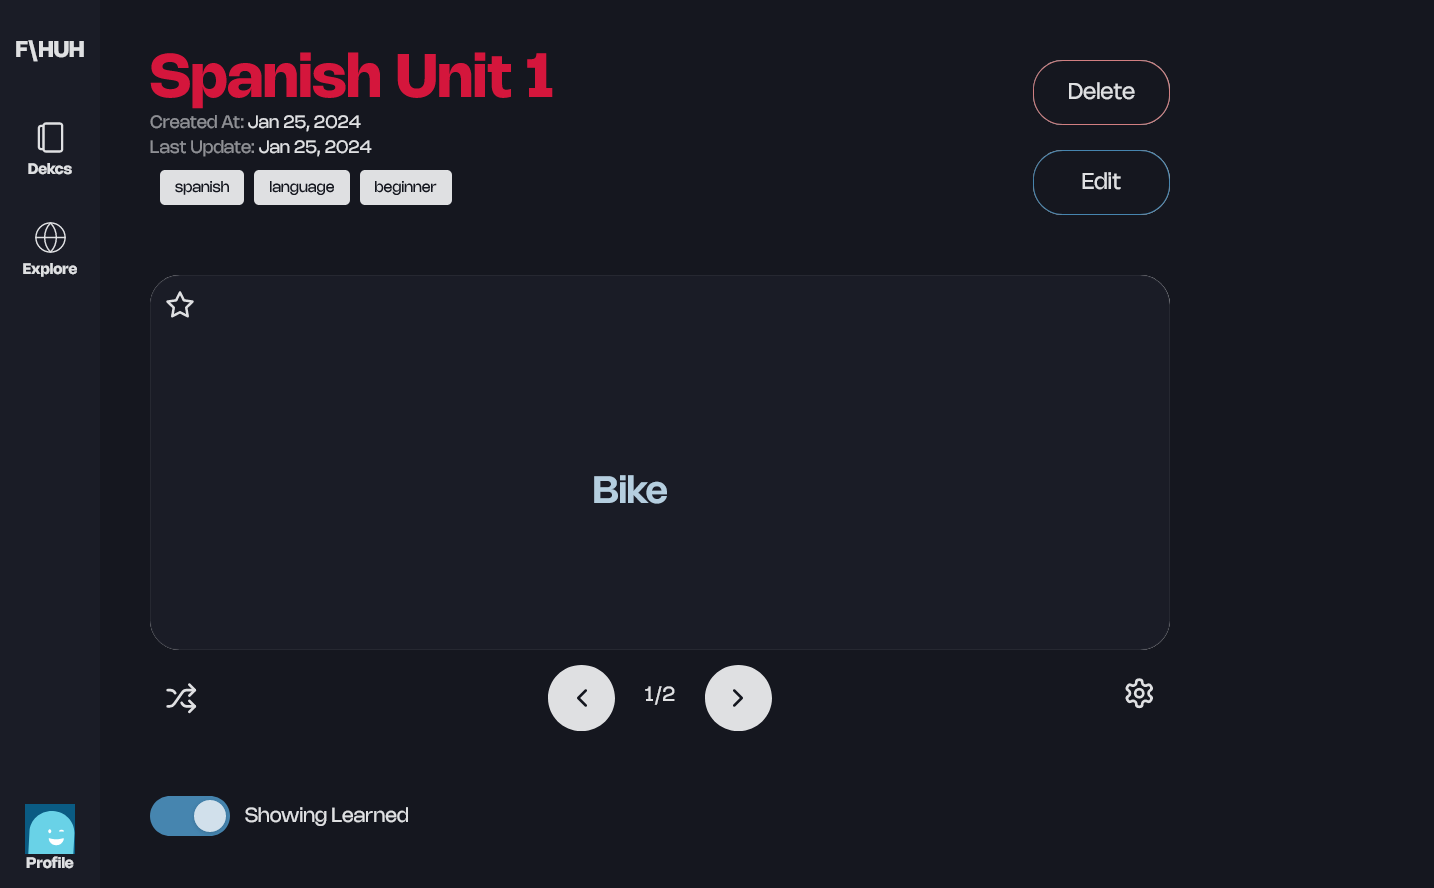 F\HUH
Dekcs
Explore
Profile
Spanish Unit 1
Created At: Jan 25, 2024
Last Update: Jan 25, 2024
spanish language beginner
Delete
Edit
Bike
1/2
Showing Learned